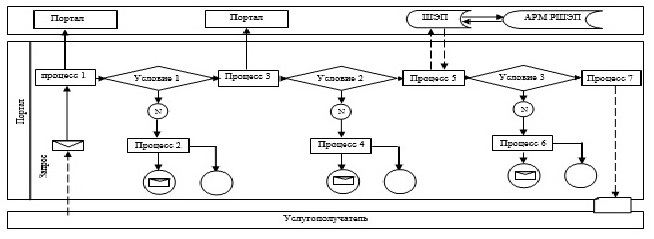 Портал
Портал
ШЭП
АРМ РШЭП
процесс 1
Условие 1
Процесс 3
Условие 2
Процесс 5
Условие 3
Процесс 7
Портал
N
N
N
Процесс 2
Процесс 4
Процесс 6
Запрос
Услугополучатель